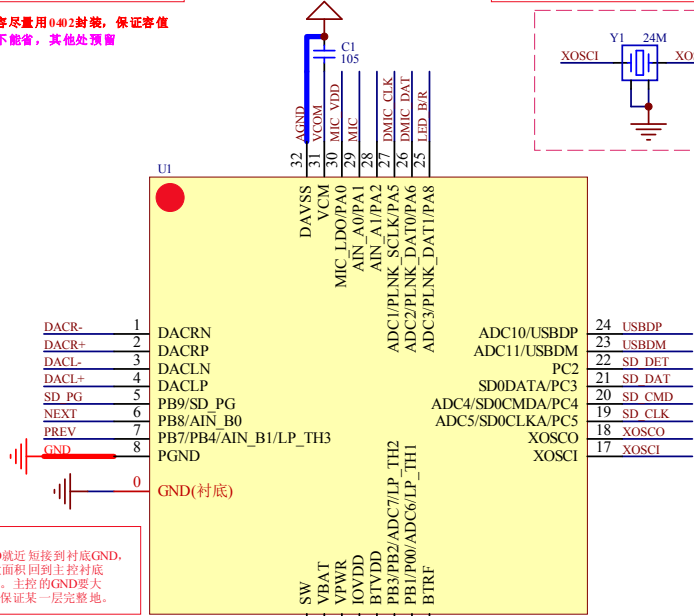 容尽量用0402封装，保证容值
不能省，其他处预留
C1
105
Y1
24M
XOSCI
AGND
VCOM
MIC_VDD
MIC
DMIC_CLK
DMIC_DAT
LED_B/R
32
31
30
29
28
27
26
25
U1
DAVSS
VCM
MIC_LDO/PA0
AIN_A0/PA1
AIN_A1/PA2
ADC1/PLNK_SCLK/PA5
ADC2/PLNK_DAT0/PA6
ADC3/PLNK_DAT1/PA8
DACR- 1 DACRN
DACR+ 2 DACRP
DACL- 3 DACLN
DACL+ 4 DACLP
SD_PG 5 PB9/SD_PG
NEXT 6 PB8/AIN_B0
PREV 7 PB7/PB4/AIN_B1/LP_TH3
GND 8 PGND
0 GND(衬底)
ADC10/USBDP 24 USBDP
ADC11/USBDM 23 USBDM
PC2 22 SD_DET
SD0DATA/PC3 21 SD_DAT
ADC4/SD0CMDA/PC4 20 SD_CMD
ADC5/SD0CLKA/PC5 19 SD_CLK
XOSCO 18 XOSCO
XOSCI 17 XOSCI
SW
VBAT
VPWR
IOVDD
BTVDD
PB3/PB2/ADC7/LP_TH2
PB1/P00/ADC6/LP_TH1
BTRF
就近短接到衬底GND，
面积回到主控衬底
。主控的GND要大
保证某一层完整地。